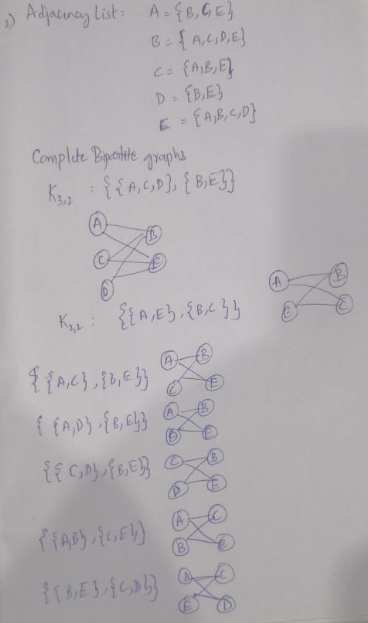 2) Adjacency List: A = {B,C,E}
B = { A,C,D,E}
C = {A,B,E}
D = {B,E}
E = {A,B,C,D}
Complete Bipartite graphs
K3,2 : {{A,C,D}, {B,E}}
A
B
C
E
D
K2,2 : {{A,E}, {B,C}}
A B
E C
{{A,C}, {B,E}}
A B
C E
{{A,D}, {B,E}}
A B
D E
{{C,D}, {B,E}}
C B
D E
{{A,B}, {C,E}}
A C
B E
{{B,E}, {C,D}}
B C
E D